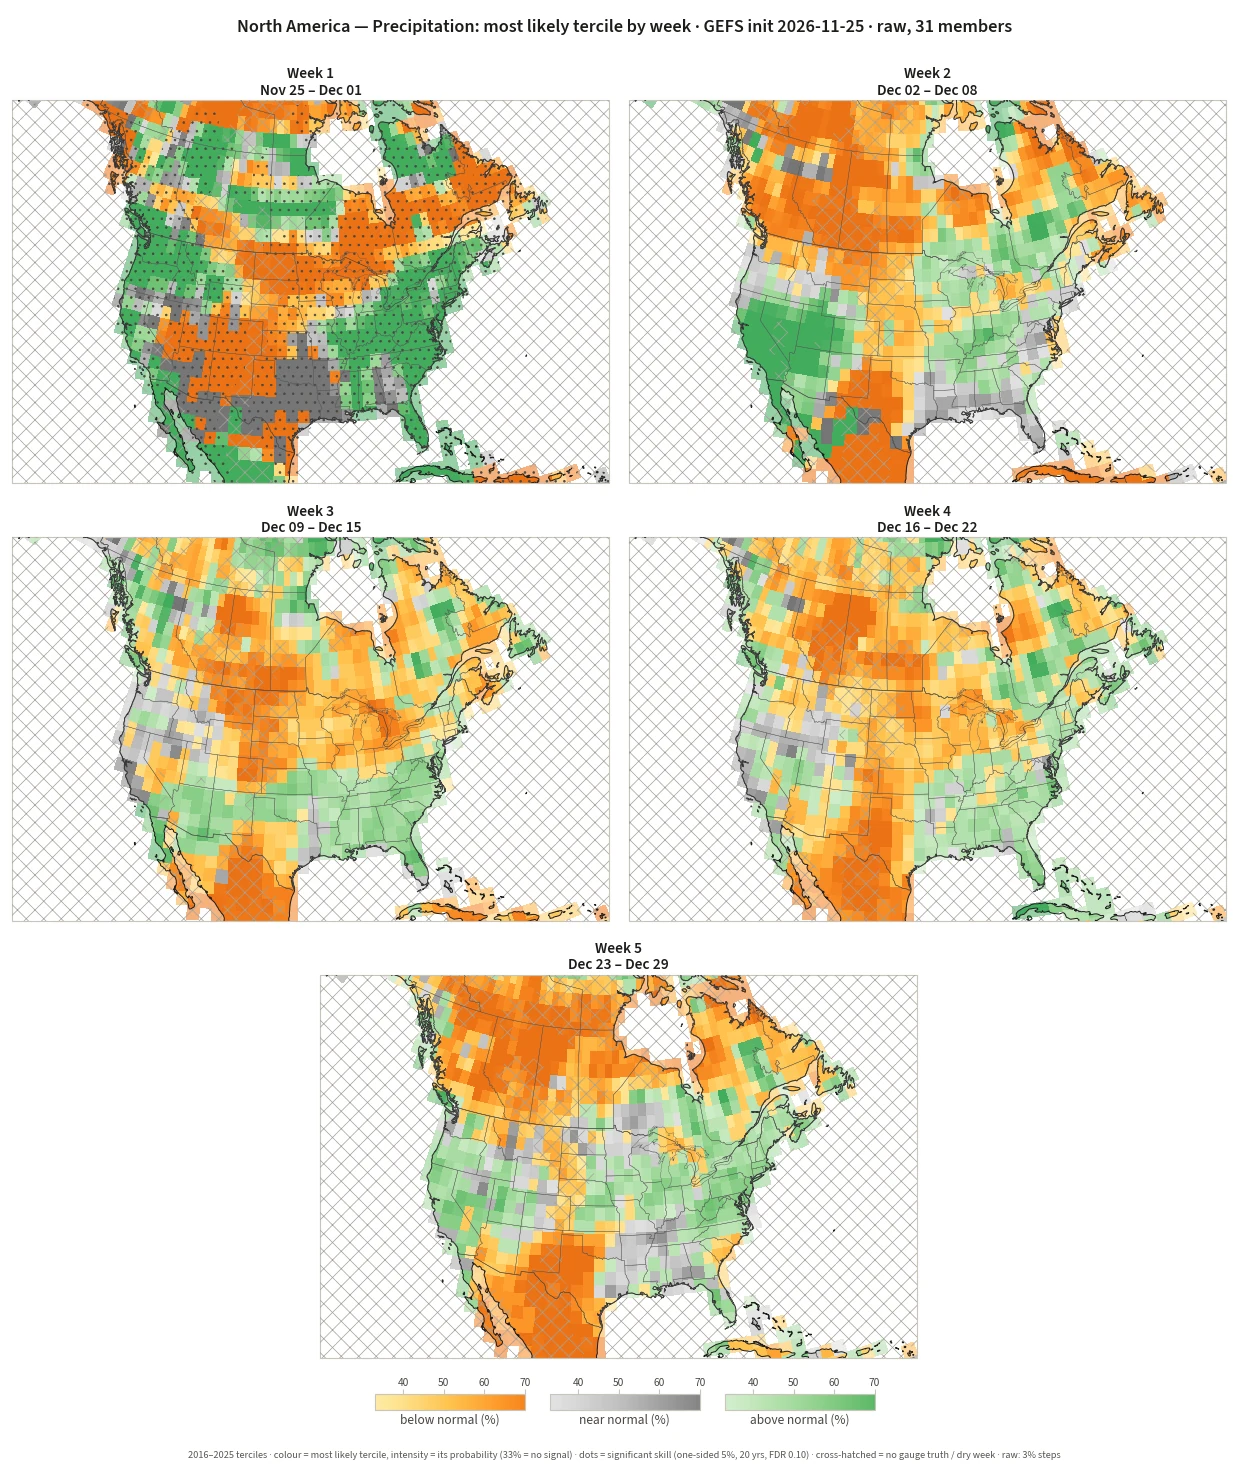 North America — Precipitation: most likely tercile by week · GEFS init 2026-11-25 · raw, 31 members
Week 1
Nov 25 – Dec 01
Week 2
Dec 02 – Dec 08
Week 3
Dec 09 – Dec 15
Week 4
Dec 16 – Dec 22
Week 5
Dec 23 – Dec 29
40 50 60 70 40 50 60 70 40 50 60 70
below normal (%) near normal (%) above normal (%)
2016–2025 terciles · colour = most likely tercile, intensity = its probability (33% = no signal) · dots = significant skill (one-sided 5%, 20 yrs, FDR 0.10) · cross-hatched = no gauge truth / dry week · raw: 3% steps